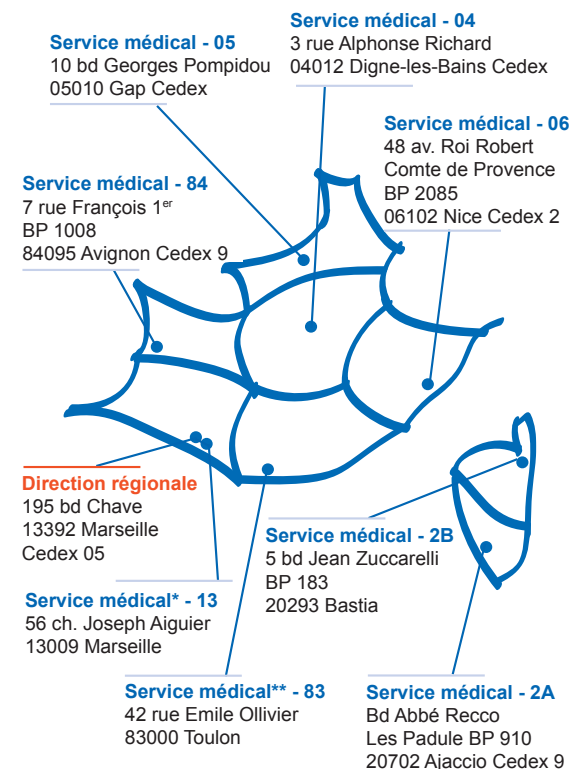 Service médical - 04
3 rue Alphonse Richard
04012 Digne-les-Bains Cedex
Service médical - 05
10 bd Georges Pompidou
05010 Gap Cedex
Service médical - 06
48 av. Roi Robert
Comte de Provence
BP 2085
06102 Nice Cedex 2
Service médical - 84
7 rue François 1er
BP 1008
84095 Avignon Cedex 9
Direction régionale
195 bd Chave
13392 Marseille
Cedex 05
Service médical - 2B
5 bd Jean Zuccarelli
BP 183
20293 Bastia
Service médical* - 13
56 ch. Joseph Aiguier
13009 Marseille
Service médical** - 83
42 rue Emile Ollivier
83000 Toulon
Service médical - 2A
Bd Abbé Recco
Les Padule BP 910
20702 Ajaccio Cedex 9